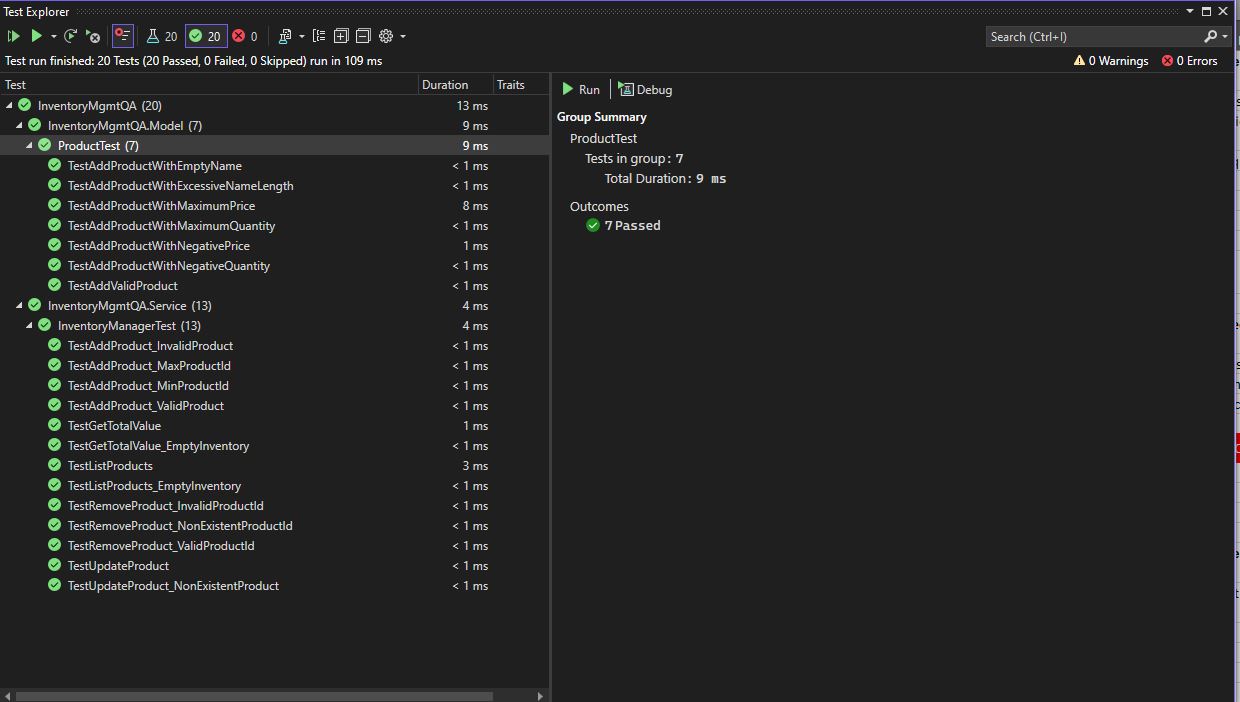 Test Explorer
20 20 0 Search (Ctrl+I)
Test run finished: 20 Tests (20 Passed, 0 Failed, 0 Skipped) run in 109 ms 0 Warnings 0 Errors
Test Duration Traits
InventoryMgmtQA (20) 13 ms
InventoryMgmtQA.Model (7) 9 ms
ProductTest (7) 9 ms
TestAddProductWithEmptyName < 1 ms
TestAddProductWithExcessiveNameLength < 1 ms
TestAddProductWithMaximumPrice 8 ms
TestAddProductWithMaximumQuantity < 1 ms
TestAddProductWithNegativePrice 1 ms
TestAddProductWithNegativeQuantity < 1 ms
TestAddValidProduct < 1 ms
InventoryMgmtQA.Service (13) 4 ms
InventoryManagerTest (13) 4 ms
TestAddProduct_InvalidProduct < 1 ms
TestAddProduct_MaxProductId < 1 ms
TestAddProduct_MinProductId < 1 ms
TestAddProduct_ValidProduct < 1 ms
TestGetTotalValue 1 ms
TestGetTotalValue_EmptyInventory < 1 ms
TestListProducts 3 ms
TestListProducts_EmptyInventory < 1 ms
TestRemoveProduct_InvalidProductId < 1 ms
TestRemoveProduct_NonExistentProductId < 1 ms
TestRemoveProduct_ValidProductId < 1 ms
TestUpdateProduct < 1 ms
TestUpdateProduct_NonExistentProduct < 1 ms
Run Debug
Group Summary
ProductTest
Tests in group: 7
Total Duration: 9 ms
Outcomes
7 Passed